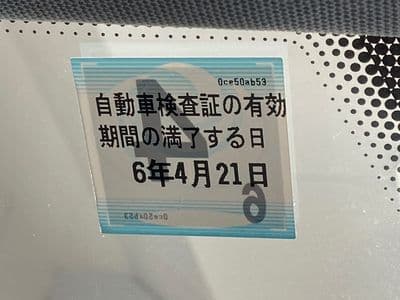 0ce50ab53
自動車検査証の有効
期間の満了する日
6年4月21日